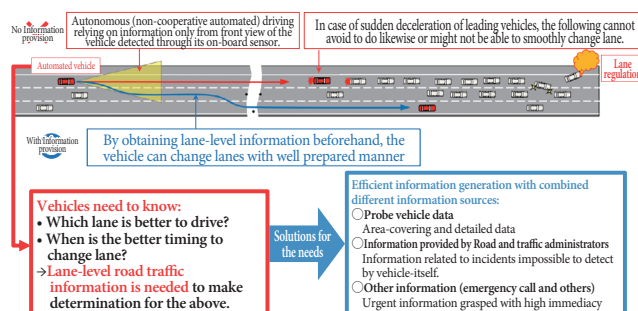 No Information
provision
Autonomous (non-cooperative automated) driving
relying on information only from front view of the
vehicle detected through its on-board sensor.
In case of sudden deceleration of leading vehicles, the following cannot
avoid to do likewise or might not be able to smoothly change lane.
Automated vehicle
Lane
regulation
With information
provision
By obtaining lane-level information beforehand, the
vehicle can change lanes with well prepared manner
Vehicles need to know:
• Which lane is better to drive?
• When is the better timing to
change lane?
→Lane-level road traffic
information is needed to make
determination for the above.
Solutions for
the needs
Efficient information generation with combined
different information sources:
○Probe vehicle data
Area-covering and detailed data
○Information provided by Road and traffic administrators
Information related to incidents impossible to detect
by vehicle-itself.
○Other information (emergency call and others)
Urgent information grasped with high immediacy